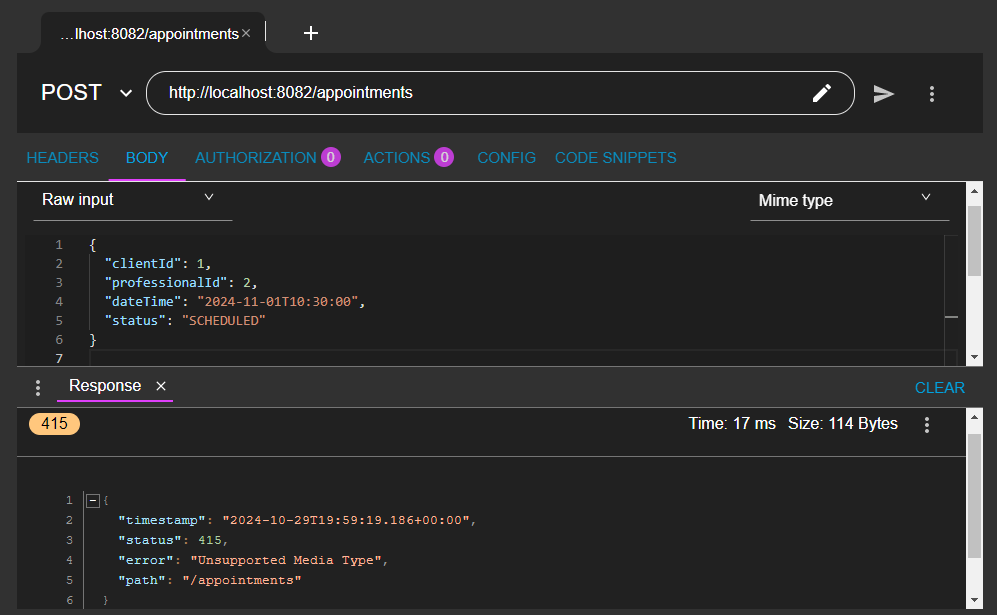 ...lhost:8082/appointments × +
POST http://localhost:8082/appointments
HEADERS BODY AUTHORIZATION 0 ACTIONS 0 CONFIG CODE SNIPPETS
Raw input Mime type
1 {
2 "clientId": 1,
3 "professionalId": 2,
4 "dateTime": "2024-11-01T10:30:00",
5 "status": "SCHEDULED"
6 }
7
Response × CLEAR
415 Time: 17 ms Size: 114 Bytes
1 {
2 "timestamp": "2024-10-29T19:59:19.186+00:00",
3 "status": 415,
4 "error": "Unsupported Media Type",
5 "path": "/appointments"
6 }